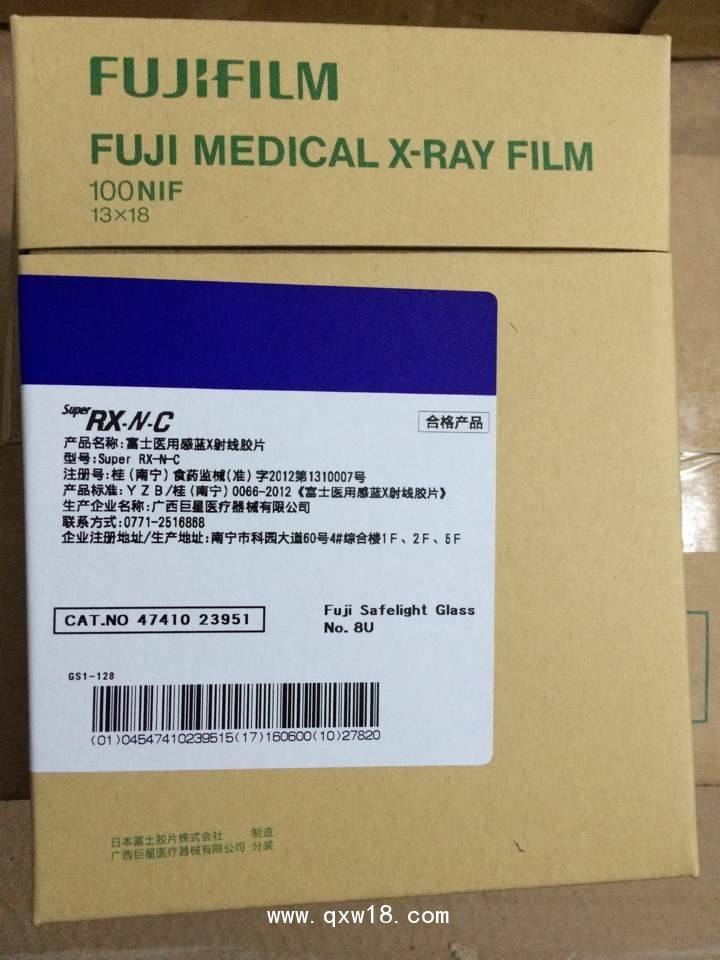 FUJIFILM
FUJI MEDICAL X-RAY FILM
100NIF
13×18
Super RX-N-C
合格产品
产品名称:富士医用感蓝X射线胶片
型号:Super RX-N-C
注册号:桂(南宁)食药监械(准)字2012第1310007号
产品标准:YZB/桂(南宁)0066-2012《富士医用感蓝X射线胶片》
生产企业名称:广西巨星医疗器械有限公司
联系方式:0771-2516888
企业注册地址/生产地址:南宁市科园大道60号4#综合楼1F、2F、5F
CAT.NO 47410 23951
Fuji Safelight Glass
No. 8U
GS1-128
(01)04547410239515(17)160600(10)27820
日本富士胶片株式会社 制造
广西巨星医疗器械有限公司 分装
www.qxw18.com